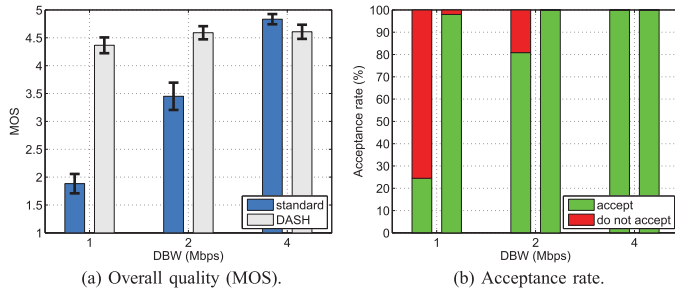 5
4.5
4
3.5
3
2.5
2
1.5
1
MOS
1
2
4
DBW (Mbps)
standard
DASH
(a) Overall quality (MOS).
100
90
80
70
60
50
40
30
20
10
0
Acceptance rate (%)
1
2
4
DBW (Mbps)
accept
do not accept
(b) Acceptance rate.